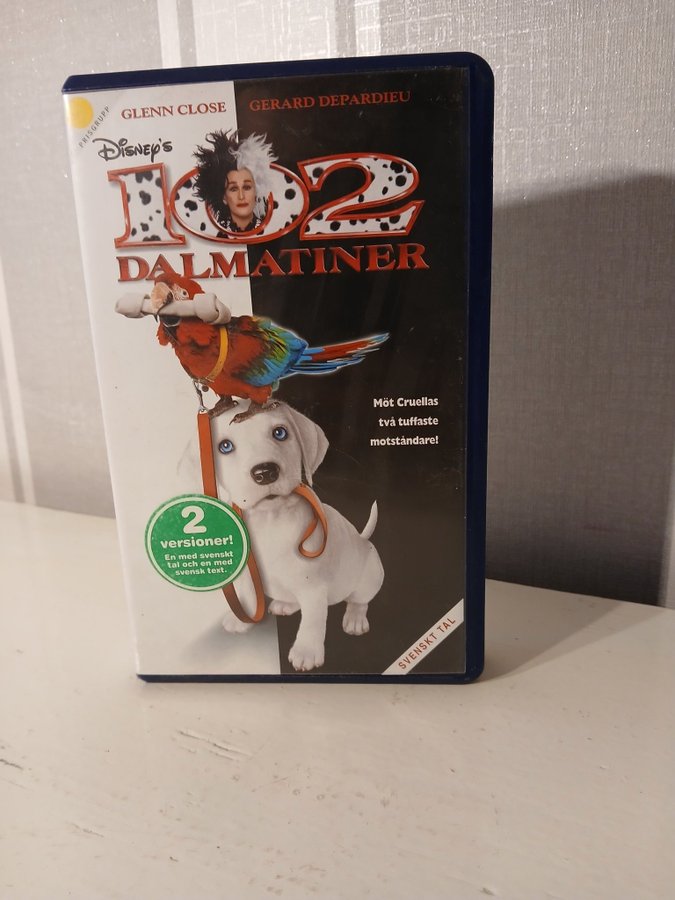 PRISGRUPP
GLENN CLOSE GERARD DEPARDIEU
Disney's
102
DALMATINER
Möt Cruellas
två tuffaste
motståndare!
2
versioner!
En med svenskt
tal och en med
svensk text.
SVENSKT TAL